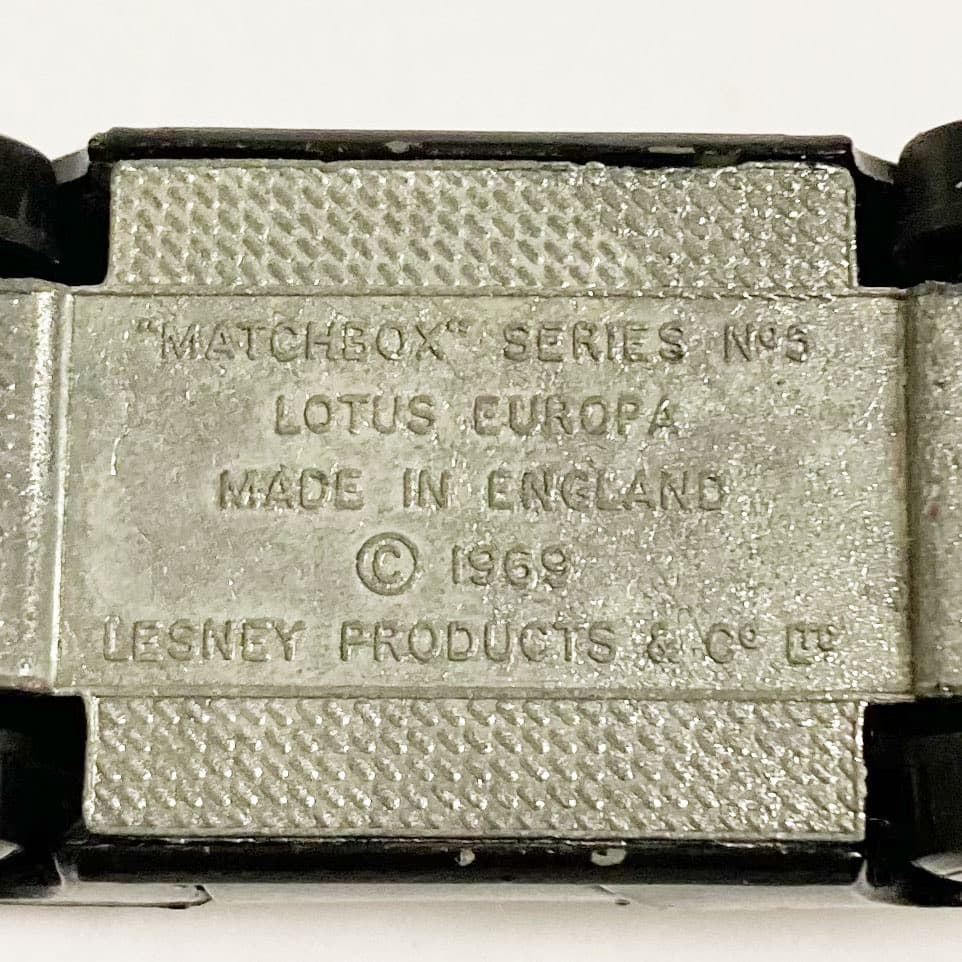 "MATCHBOX" SERIES Nº5
LOTUS EUROPA
MADE IN ENGLAND
© 1969
LESNEY PRODUCTS & Cº LTD